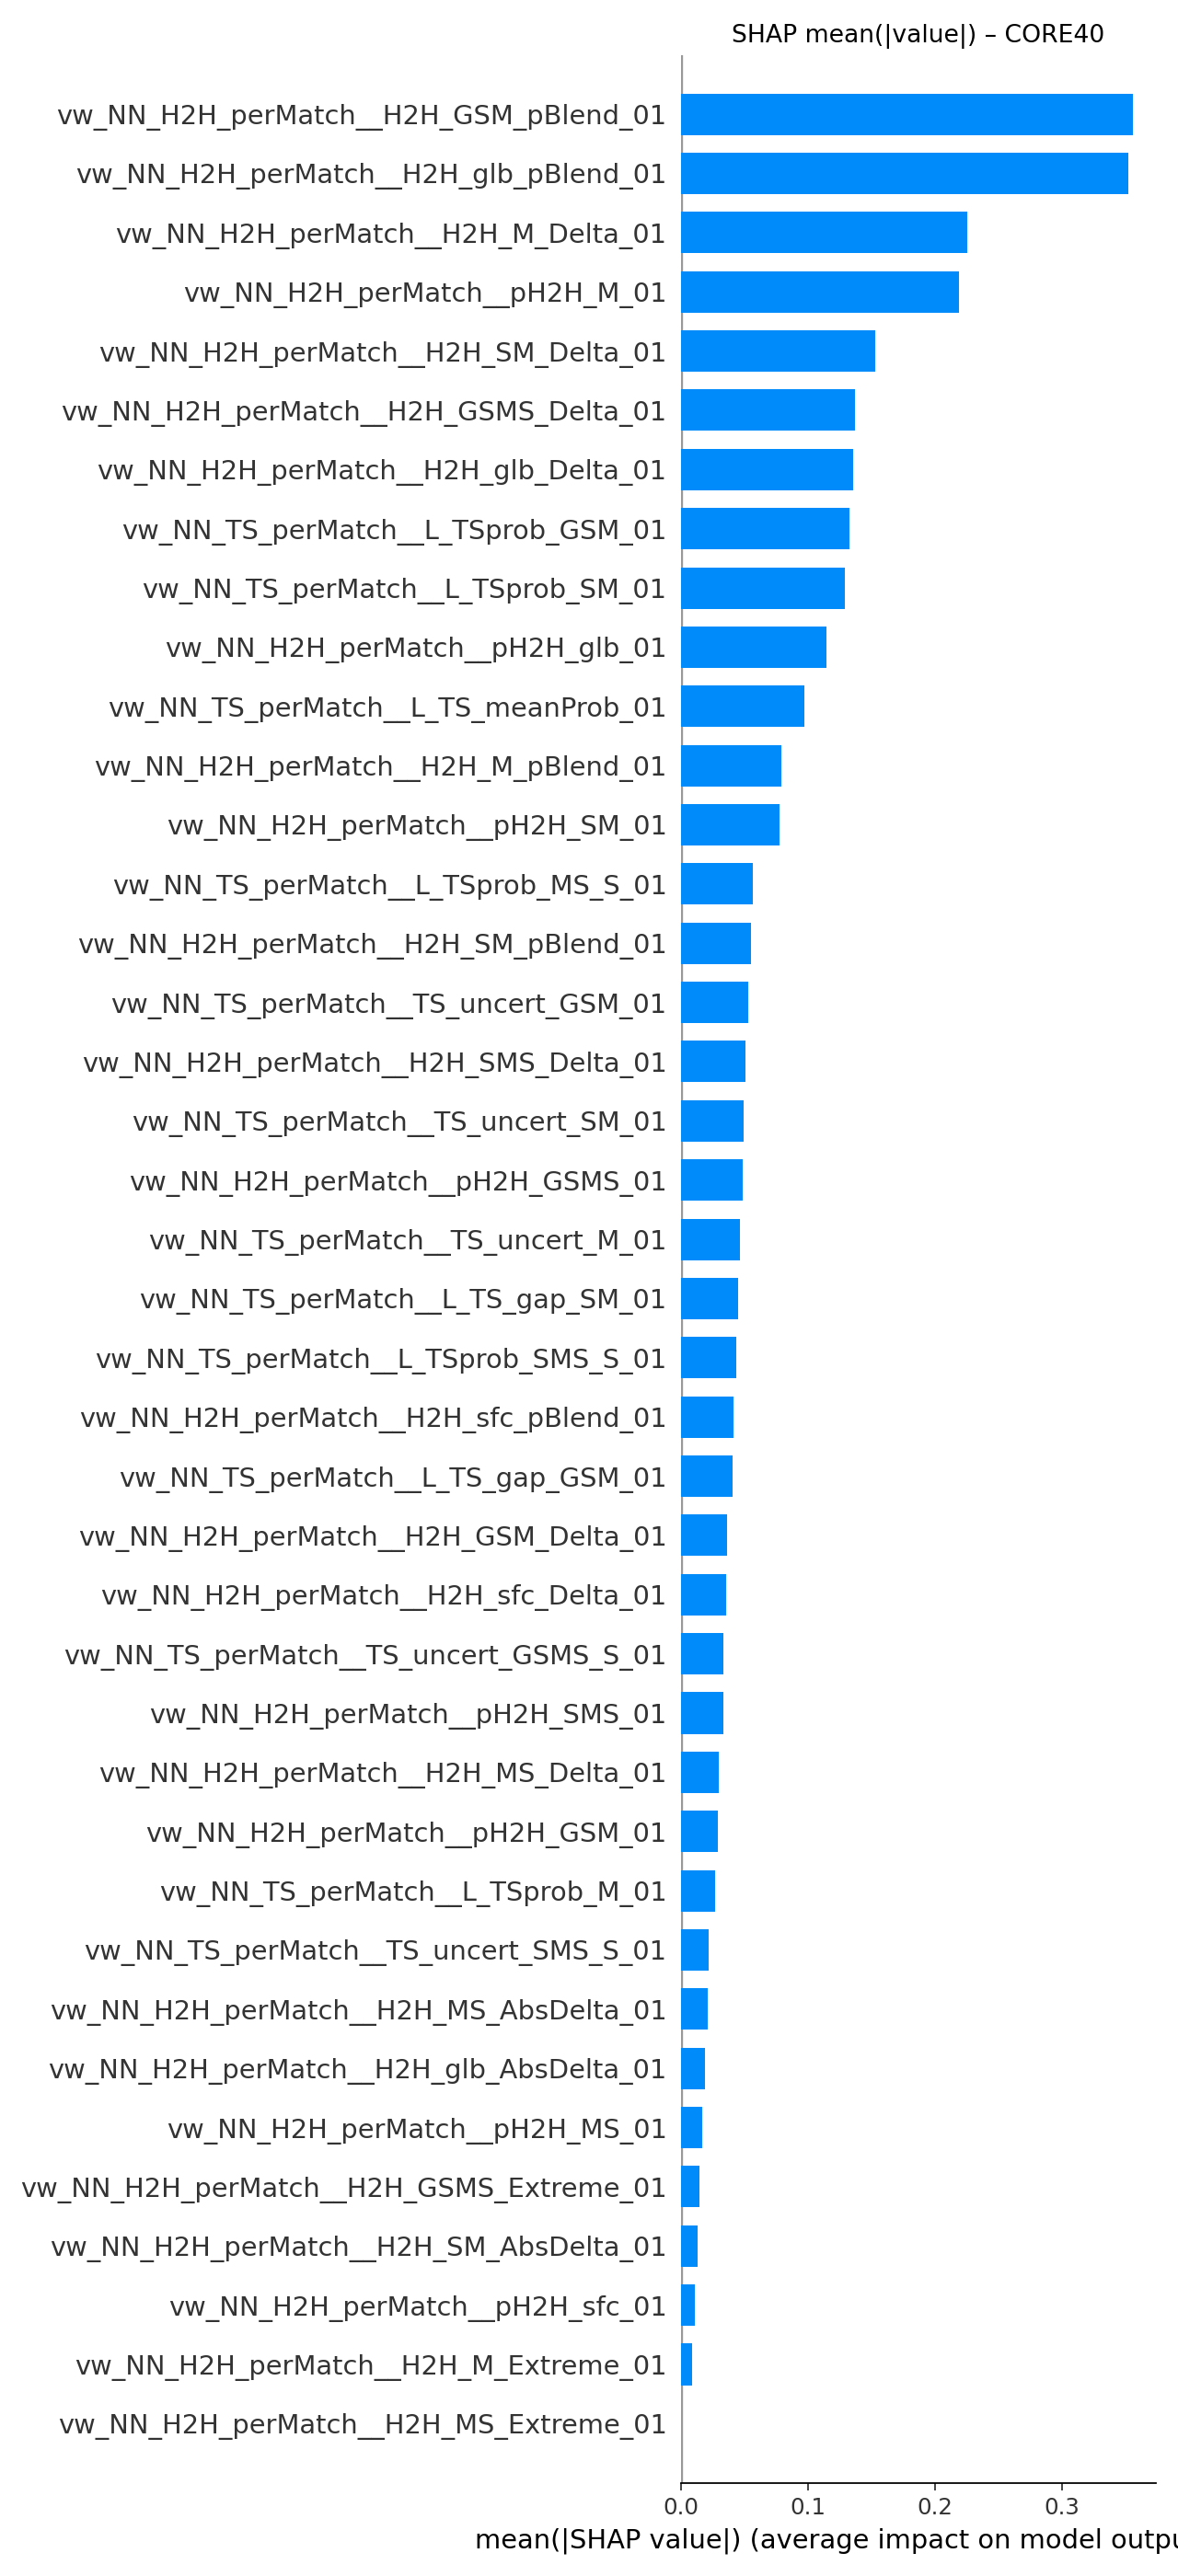 SHAP mean(|value|) – CORE40
vw_NN_H2H_perMatch__H2H_GSM_pBlend_01
vw_NN_H2H_perMatch__H2H_glb_pBlend_01
vw_NN_H2H_perMatch__H2H_M_Delta_01
vw_NN_H2H_perMatch__pH2H_M_01
vw_NN_H2H_perMatch__H2H_SM_Delta_01
vw_NN_H2H_perMatch__H2H_GSMS_Delta_01
vw_NN_H2H_perMatch__H2H_glb_Delta_01
vw_NN_TS_perMatch__L_TSprob_GSM_01
vw_NN_TS_perMatch__L_TSprob_SM_01
vw_NN_H2H_perMatch__pH2H_glb_01
vw_NN_TS_perMatch__L_TS_meanProb_01
vw_NN_H2H_perMatch__H2H_M_pBlend_01
vw_NN_H2H_perMatch__pH2H_SM_01
vw_NN_TS_perMatch__L_TSprob_MS_S_01
vw_NN_H2H_perMatch__H2H_SM_pBlend_01
vw_NN_TS_perMatch__TS_uncert_GSM_01
vw_NN_H2H_perMatch__H2H_SMS_Delta_01
vw_NN_TS_perMatch__TS_uncert_SM_01
vw_NN_H2H_perMatch__pH2H_GSMS_01
vw_NN_TS_perMatch__TS_uncert_M_01
vw_NN_TS_perMatch__L_TS_gap_SM_01
vw_NN_TS_perMatch__L_TSprob_SMS_S_01
vw_NN_H2H_perMatch__H2H_sfc_pBlend_01
vw_NN_TS_perMatch__L_TS_gap_GSM_01
vw_NN_H2H_perMatch__H2H_GSM_Delta_01
vw_NN_H2H_perMatch__H2H_sfc_Delta_01
vw_NN_TS_perMatch__TS_uncert_GSMS_S_01
vw_NN_H2H_perMatch__pH2H_SMS_01
vw_NN_H2H_perMatch__H2H_MS_Delta_01
vw_NN_H2H_perMatch__pH2H_GSM_01
vw_NN_TS_perMatch__L_TSprob_M_01
vw_NN_TS_perMatch__TS_uncert_SMS_S_01
vw_NN_H2H_perMatch__H2H_MS_AbsDelta_01
vw_NN_H2H_perMatch__H2H_glb_AbsDelta_01
vw_NN_H2H_perMatch__pH2H_MS_01
vw_NN_H2H_perMatch__H2H_GSMS_Extreme_01
vw_NN_H2H_perMatch__H2H_SM_AbsDelta_01
vw_NN_H2H_perMatch__pH2H_sfc_01
vw_NN_H2H_perMatch__H2H_M_Extreme_01
vw_NN_H2H_perMatch__H2H_MS_Extreme_01
0.0 0.1 0.2 0.3
mean(|SHAP value|) (average impact on model outpu